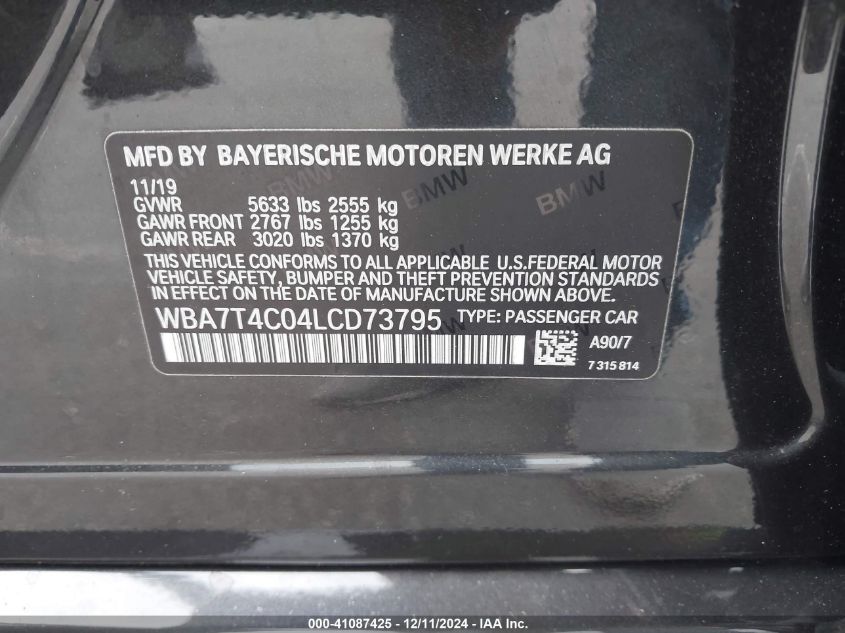 MFD BY BAYERISCHE MOTOREN WERKE AG
11/19
GVWR 5633 lbs 2555 kg
GAWR FRONT 2767 lbs 1255 kg
GAWR REAR 3020 lbs 1370 kg
THIS VEHICLE CONFORMS TO ALL APPLICABLE U.S.FEDERAL MOTOR
VEHICLE SAFETY, BUMPER AND THEFT PREVENTION STANDARDS
IN EFFECT ON THE DATE OF MANUFACTURE SHOWN ABOVE.
WBA7T4C04LCD73795 TYPE: PASSENGER CAR
A90/7
7 315 814
BMW
BMW
BMW
000-41087425 - 12/11/2024 - IAA Inc.